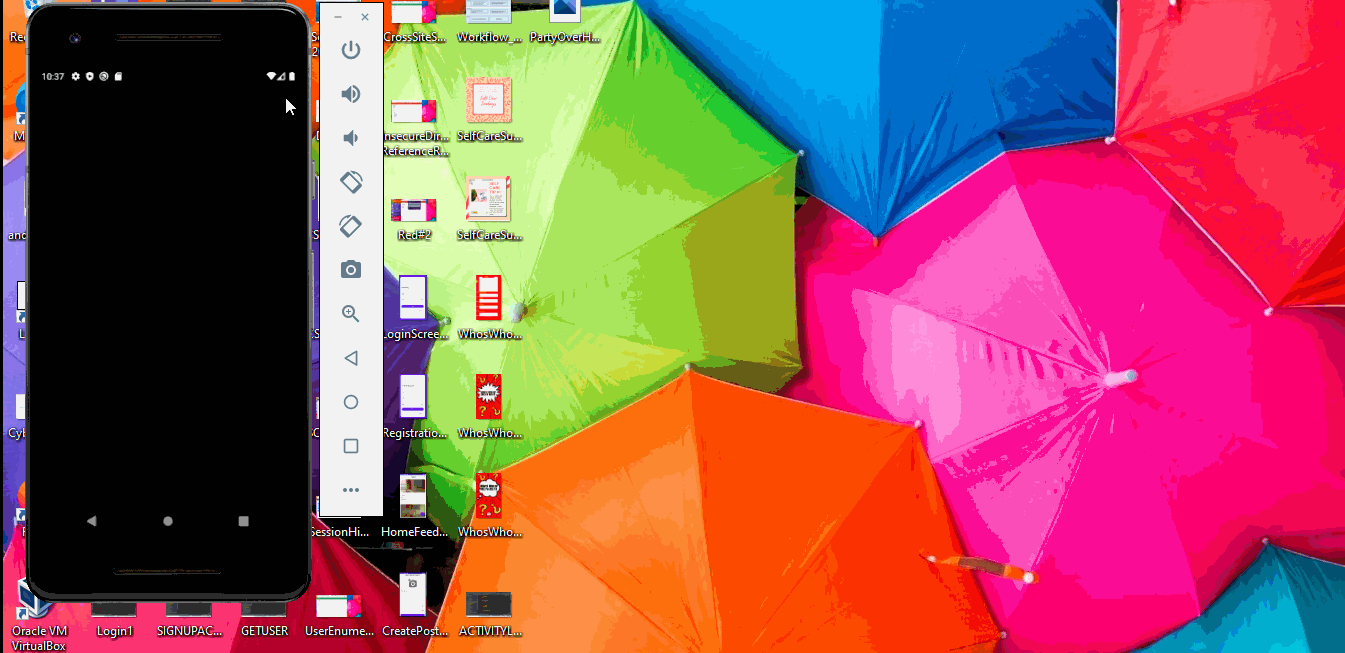 CrossSiteS...
Workflow_...
PartyOverH...
10:37
InsecureDir...
ReferenceR...
SelfCareSu...
Red#2
SelfCareSu...
LoginScree...
WhosWho...
Registratio...
WhosWho...
SessionHi...
HomeFeed...
WhosWho...
Oracle VM
VirtualBox
Login1
SIGNUPAC...
GETUSER
UserEnume...
CreatePost...
ACTIVITYL...